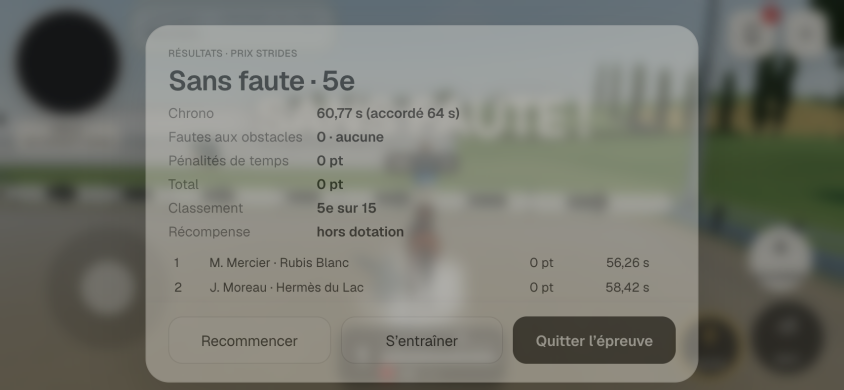 RÉSULTATS · PRIX STRIDES
Sans faute · 5e
Chrono 60,77 s (accordé 64 s)
Fautes aux obstacles 0 · aucune
Pénalités de temps 0 pt
Total 0 pt
Classement 5e sur 15
Récompense hors dotation
1 M. Mercier · Rubis Blanc 0 pt 56,26 s
2 J. Moreau · Hermès du Lac 0 pt 58,42 s
Recommencer S’entraîner Quitter l’épreuve